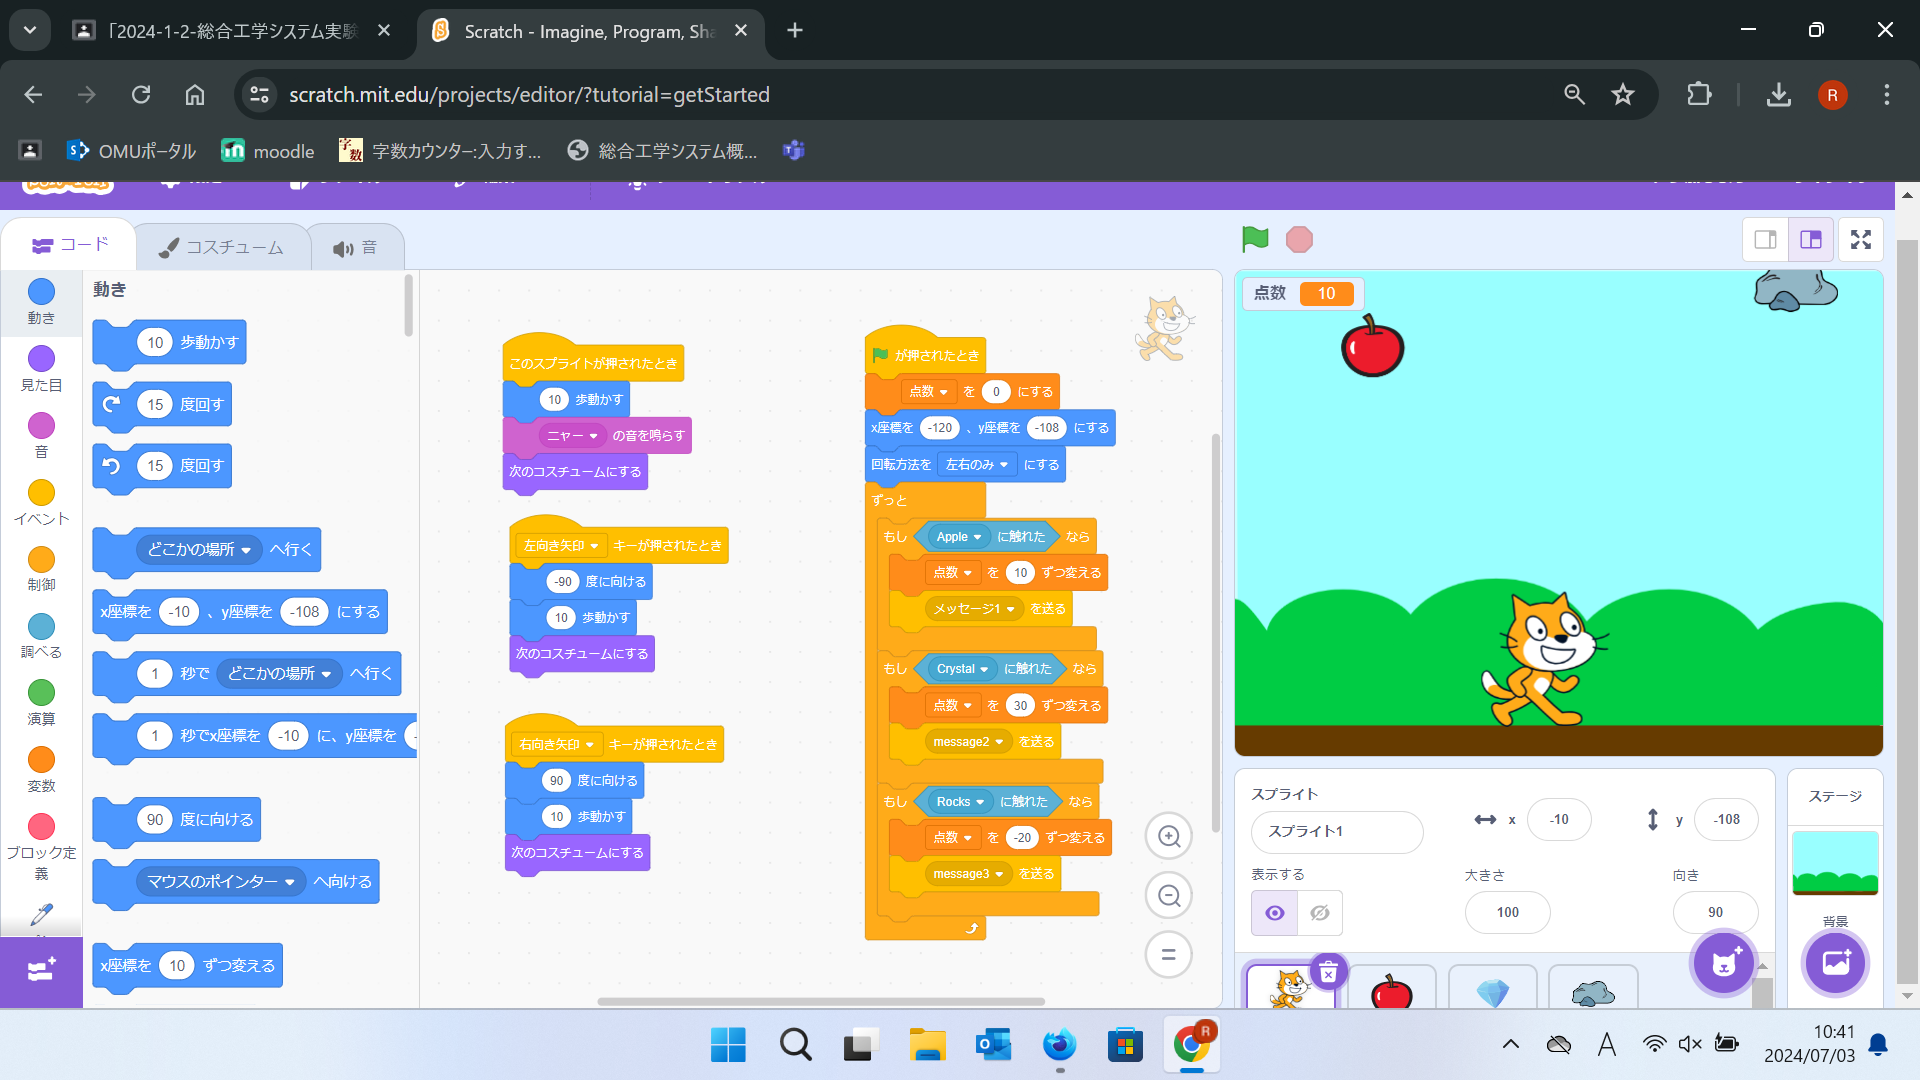 「2024-1-2-総合工学システム実験
Scratch - Imagine, Program, Sha
scratch.mit.edu/projects/editor/?tutorial=getStarted
R
OMUポータル
moodle
字数
字数カウンター:入力す...
総合工学システム概...
コード
コスチューム
音
動き
見た目
音
イベント
制御
調べる
演算
変数
ブロック定
義
動き
10 歩動かす
15 度回す
15 度回す
どこかの場所 へ行く
x座標を -10 、y座標を -108 にする
1 秒で どこかの場所 へ行く
1 秒でx座標を -10 に、y座標を
90 度に向ける
マウスのポインター へ向ける
x座標を 10 ずつ変える
このスプライトが押されたとき
10 歩動かす
ニャー の音を鳴らす
次のコスチュームにする
左向き矢印 キーが押されたとき
-90 度に向ける
10 歩動かす
次のコスチュームにする
右向き矢印 キーが押されたとき
90 度に向ける
10 歩動かす
次のコスチュームにする
が押されたとき
点数 を 0 にする
x座標を -120 、y座標を -108 にする
回転方法を 左右のみ にする
ずっと
もし Apple に触れた なら
点数 を 10 ずつ変える
メッセージ1 を送る
もし Crystal に触れた なら
点数 を 30 ずつ変える
message2 を送る
もし Rocks に触れた なら
点数 を -20 ずつ変える
message3 を送る
点数 10
スプライト
スプライト1
x -10
y -108
表示する
大きさ
100
向き
90
ステージ
背景
R
A
10:41
2024/07/03